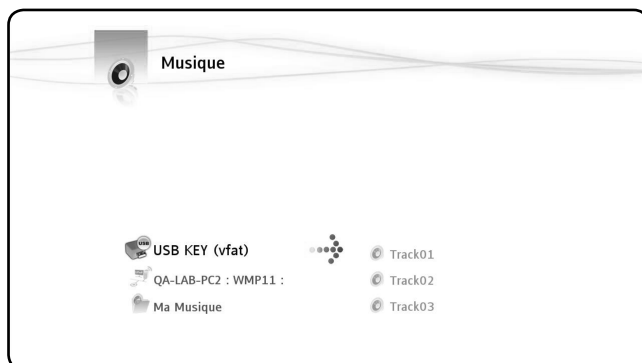 Musique
USB
USB KEY (vfat)
QA-LAB-PC2 : WMP11 :
Ma Musique
Track01
Track02
Track03